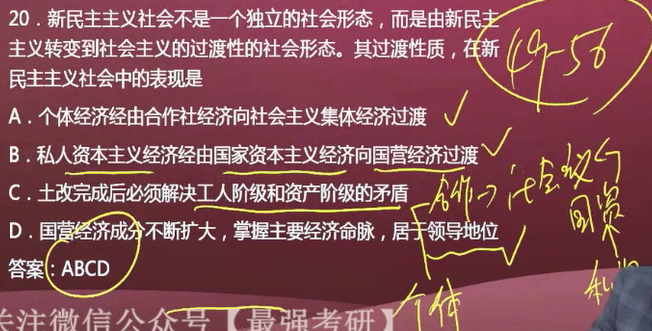 20．新民主主义社会不是一个独立的社会形态，而是由新民主
主义转变到社会主义的过渡性的社会形态。其过渡性质，在新
民主主义社会中的表现是
49-56
A．个体经济经由合作社经济向社会主义集体经济过渡
B．私人资本主义经济经由国家资本主义经济向国营经济过渡
C．土改完成后必须解决工人阶级和资产阶级的矛盾
合作→社会主义
国资
D．国营经济成分不断扩大，掌握主要经济命脉，居于领导地位
答案：ABCD
个体
关注微信公众号【最强考研】